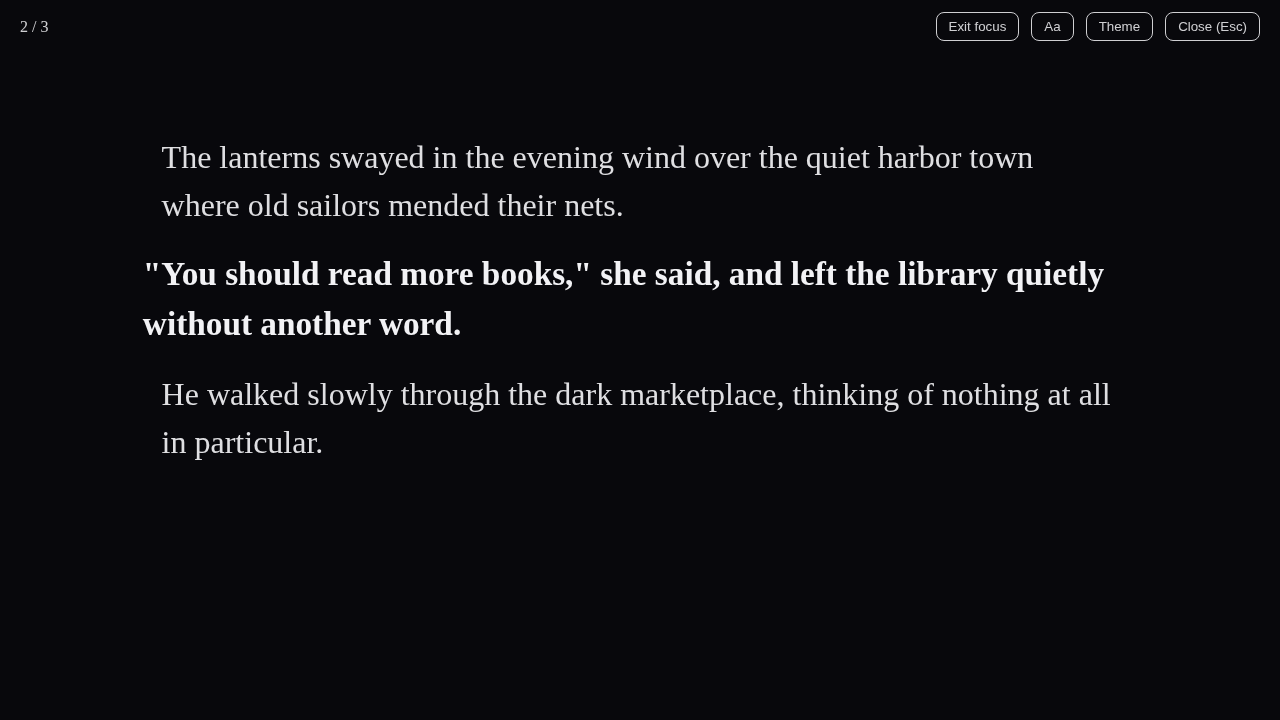 2 / 3
Exit focus
Aa
Theme
Close (Esc)
The lanterns swayed in the evening wind over the quiet harbor town
where old sailors mended their nets.
"You should read more books," she said, and left the library quietly
without another word.
He walked slowly through the dark marketplace, thinking of nothing at all
in particular.